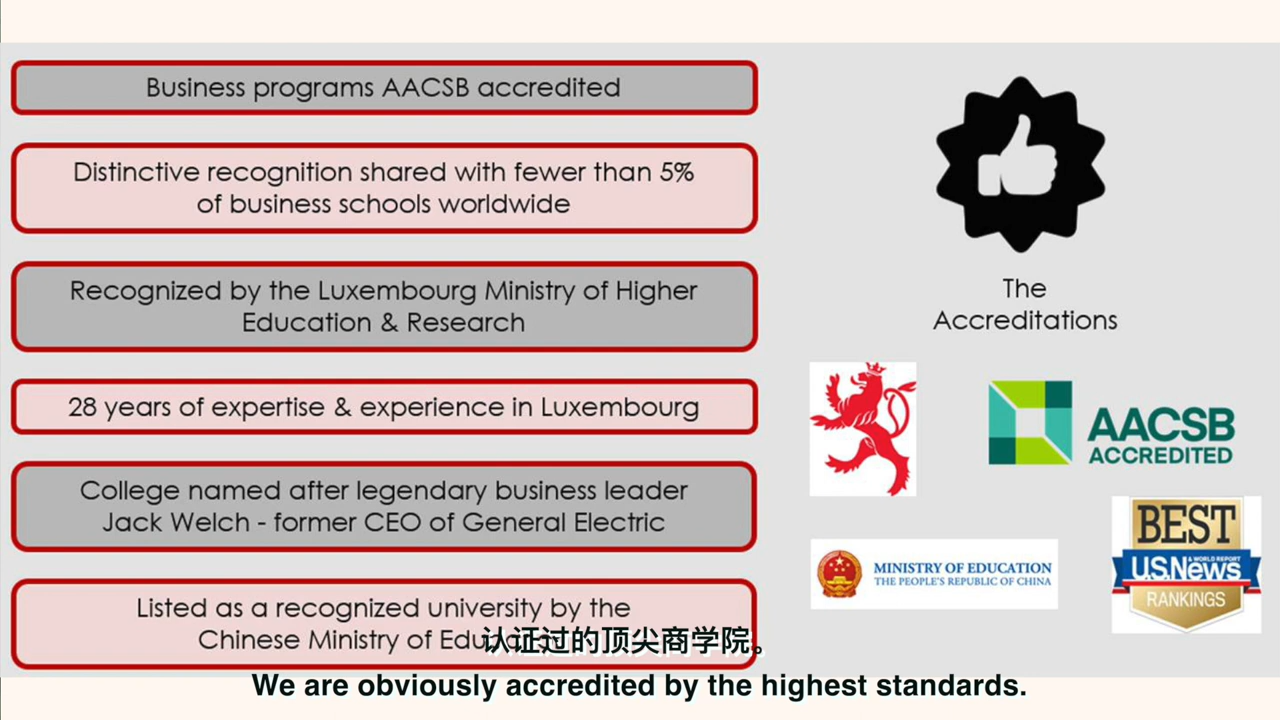 Business programs AACSB accredited
Distinctive recognition shared with fewer than 5%
of business schools worldwide
Recognized by the Luxembourg Ministry of Higher
Education & Research
28 years of expertise & experience in Luxembourg
College named after legendary business leader
Jack Welch - former CEO of General Electric
Listed as a recognized university by the
Chinese Ministry of
The
Accreditations
AACSB
ACCREDITED
MINISTRY OF EDUCATION
THE PEOPLE'S REPUBLIC OF CHINA
BEST
U.S.News
& WORLD REPORT
RANKINGS
认证过的顶尖商学院。
We are obviously accredited by the highest standards.